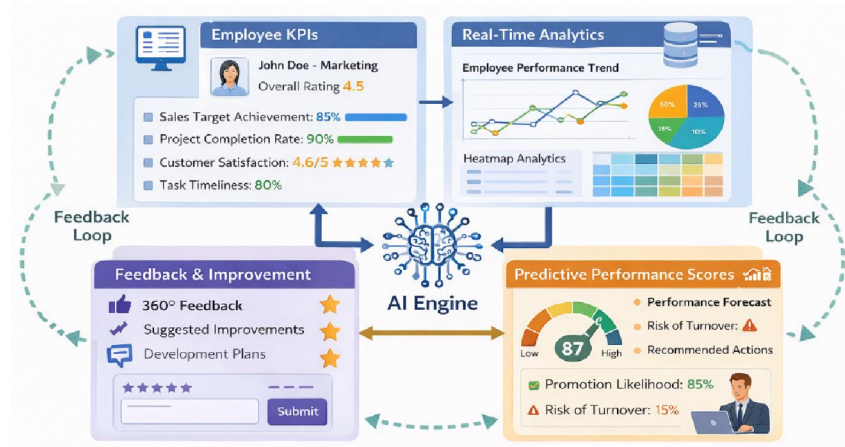 Employee KPIs
John Doe - Marketing
Overall Rating 4.5
Sales Target Achievement: 85%
Project Completion Rate: 90%
Customer Satisfaction: 4.6/5
Task Timeliness: 80%
Real-Time Analytics
Employee Performance Trend
50%
25%
15%
10%
Heatmap Analytics
Feedback
Loop
Feedback
Loop
AI Engine
Feedback & Improvement
360° Feedback
Suggested Improvements
Development Plans
Submit
Predictive Performance Scores
Low
87
High
Performance Forecast
Risk of Turnover:
Recommended Actions
Promotion Likelihood: 85%
Risk of Turnover: 15%